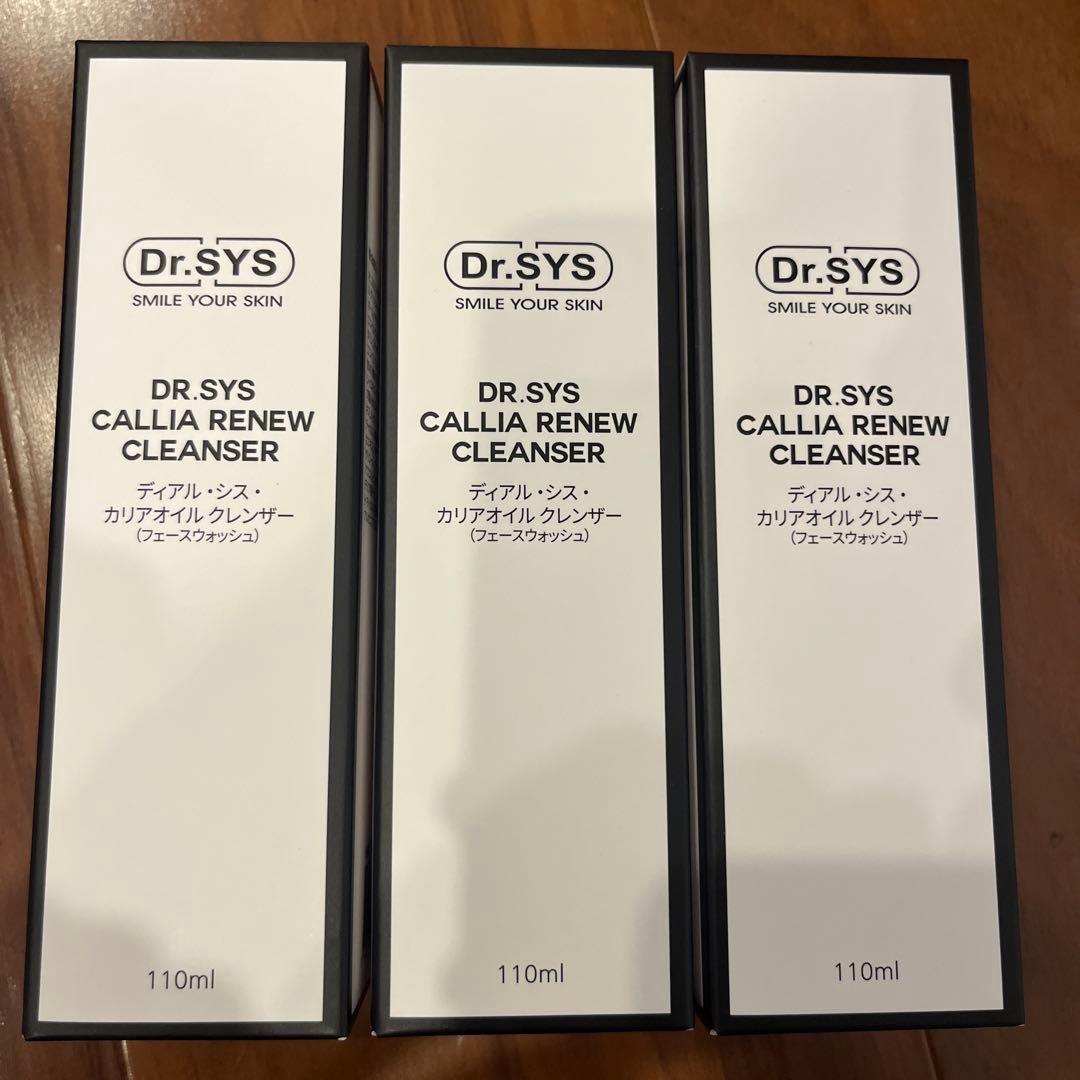 Dr.SYS
SMILE YOUR SKIN
DR.SYS
CALLIA RENEW
CLEANSER
ディアル・シス・
カリアオイル クレンザー
(フェースウォッシュ)
110ml
Dr.SYS
SMILE YOUR SKIN
DR.SYS
CALLIA RENEW
CLEANSER
ディアル・シス・
カリアオイル クレンザー
(フェースウォッシュ)
110ml
Dr.SYS
SMILE YOUR SKIN
DR.SYS
CALLIA RENEW
CLEANSER
ディアル・シス・
カリアオイル クレンザー
(フェースウォッシュ)
110ml